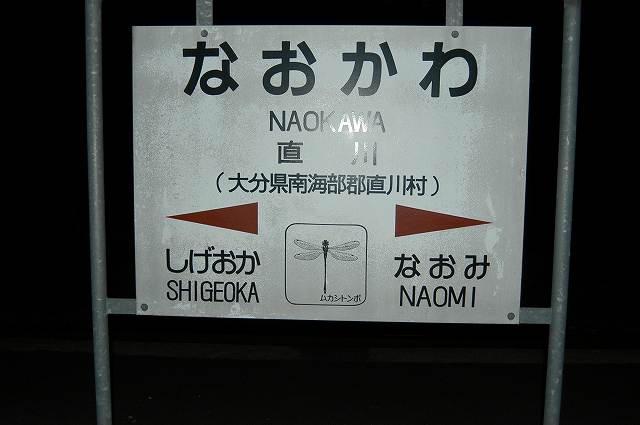 なおかわ
NAOKAWA
直川
(大分県南海部郡直川村)
しげおか
SHIGEOKA
ムカシトンボ
なおみ
NAOMI